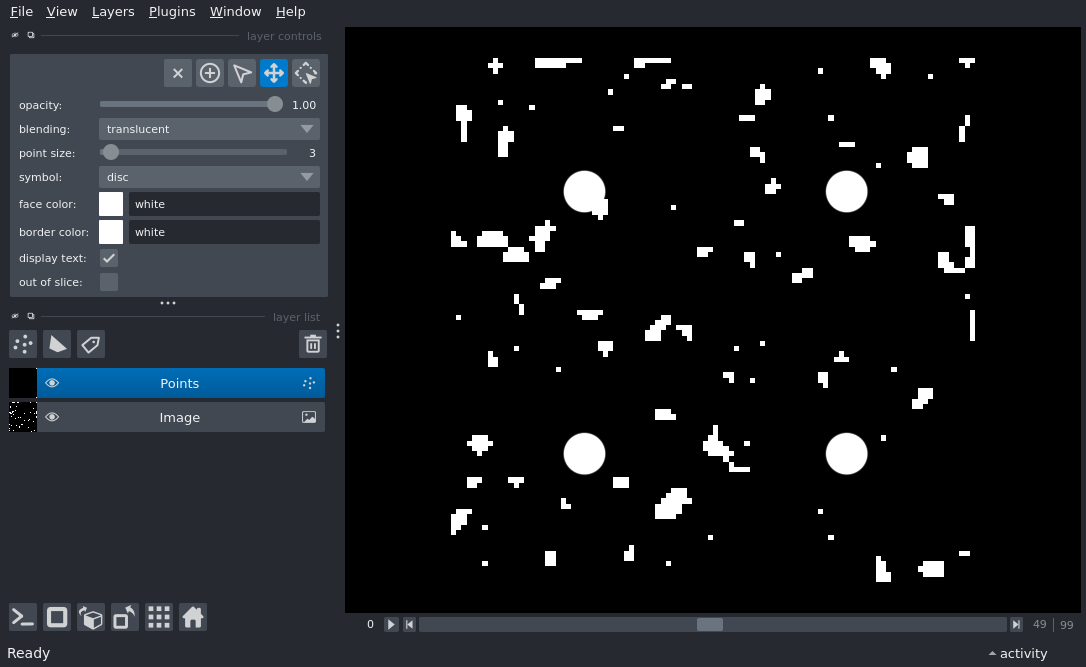 File View Layers Plugins Window Help
layer controls
opacity: 1.00
blending: translucent
point size: 3
symbol: disc
face color: white
border color: white
display text:
out of slice:
layer list
Points
Image
0 49 99
Ready activity